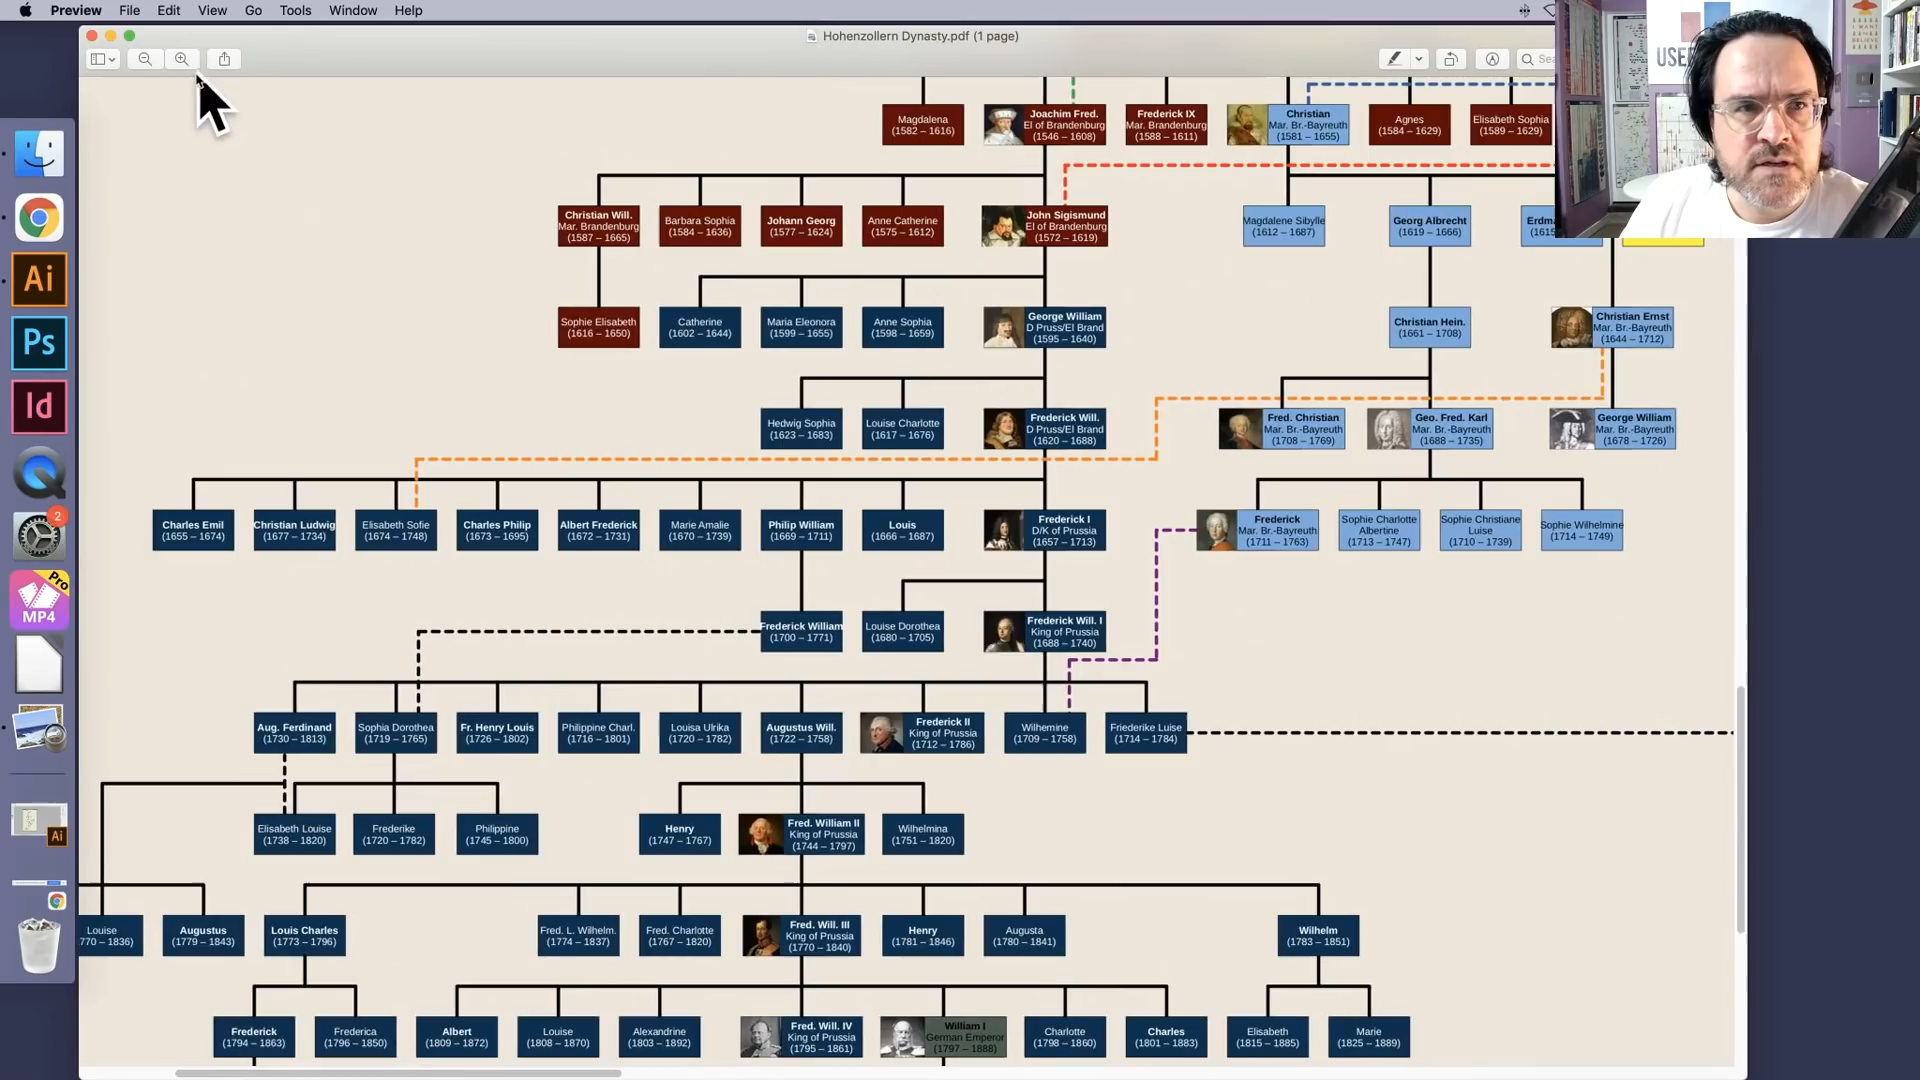 Preview File Edit View Go Tools Window Help
Hohenzollern Dynasty.pdf (1 page)
USEF
Magdalena
(1582 – 1616)
Joachim Fred.
El of Brandenburg
(1546 – 1608)
Frederick IX
Mar. Brandenburg
(1588 – 1611)
Christian
Mar. Br.-Bayreuth
(1581 – 1655)
Agnes
(1584 – 1629)
Elisabeth Sophia
(1589 – 1629)
Christian Will.
Mar. Brandenburg
(1587 – 1665)
Barbara Sophia
(1584 – 1636)
Johann Georg
(1577 – 1624)
Anne Catherine
(1575 – 1612)
John Sigismund
El of Brandenburg
(1572 – 1619)
Magdalene Sibylle
(1612 – 1687)
Georg Albrecht
(1619 – 1666)
Erdm
(1615
Sophie Elisabeth
(1616 – 1650)
Catherine
(1602 – 1644)
Maria Eleonora
(1599 – 1655)
Anne Sophia
(1598 – 1659)
George William
D Pruss/El Brand
(1595 – 1640)
Christian Hein.
(1661 – 1708)
Christian Ernst
Mar. Br.-Bayreuth
(1644 – 1712)
Hedwig Sophia
(1623 – 1683)
Louise Charlotte
(1617 – 1676)
Frederick Will.
D Pruss/El Brand
(1620 – 1688)
Fred. Christian
Mar. Br.-Bayreuth
(1708 – 1769)
Geo. Fred. Karl
Mar. Br.-Bayreuth
(1688 – 1735)
George William
Mar. Br.-Bayreuth
(1678 – 1726)
Charles Emil
(1655 – 1674)
Christian Ludwig
(1677 – 1734)
Elisabeth Sofie
(1674 – 1748)
Charles Philip
(1673 – 1695)
Albert Frederick
(1672 – 1731)
Marie Amalie
(1670 – 1739)
Philip William
(1669 – 1711)
Louis
(1666 – 1687)
Frederick I
D/K of Prussia
(1657 – 1713)
Frederick
Mar. Br.-Bayreuth
(1711 – 1763)
Sophie Charlotte
Albertine
(1713 – 1747)
Sophie Christiane
Luise
(1710 – 1739)
Sophie Wilhelmine
(1714 – 1749)
Frederick William
(1700 – 1771)
Louise Dorothea
(1680 – 1705)
Frederick Will. I
King of Prussia
(1688 – 1740)
Aug. Ferdinand
(1730 – 1813)
Sophia Dorothea
(1719 – 1765)
Fr. Henry Louis
(1726 – 1802)
Philippine Charl.
(1716 – 1801)
Louisa Ulrika
(1720 – 1782)
Augustus Will.
(1722 – 1758)
Frederick II
King of Prussia
(1712 – 1786)
Wilhemine
(1709 – 1758)
Friederike Luise
(1714 – 1784)
Elisabeth Louise
(1738 – 1820)
Frederike
(1720 – 1782)
Philippine
(1745 – 1800)
Henry
(1747 – 1767)
Fred. William II
King of Prussia
(1744 – 1797)
Wilhelmina
(1751 – 1820)
Louise
770 – 1836)
Augustus
(1779 – 1843)
Louis Charles
(1773 – 1796)
Fred. L. Wilhelm.
(1774 – 1837)
Fred. Charlotte
(1767 – 1820)
Fred. Will. III
King of Prussia
(1770 – 1840)
Henry
(1781 – 1846)
Augusta
(1780 – 1841)
Wilhelm
(1783 – 1851)
Frederick
(1794 – 1863)
Frederica
(1796 – 1850)
Albert
(1809 – 1872)
Louise
(1808 – 1870)
Alexandrine
(1803 – 1892)
Fred. Will. IV
King of Prussia
(1795 – 1861)
William I
German Emperor
(1797 – 1888)
Charlotte
(1798 – 1860)
Charles
(1801 – 1883)
Elisabeth
(1815 – 1885)
Marie
(1825 – 1889)
Ai
Ps
Id
2
Pro
MP4
Ai